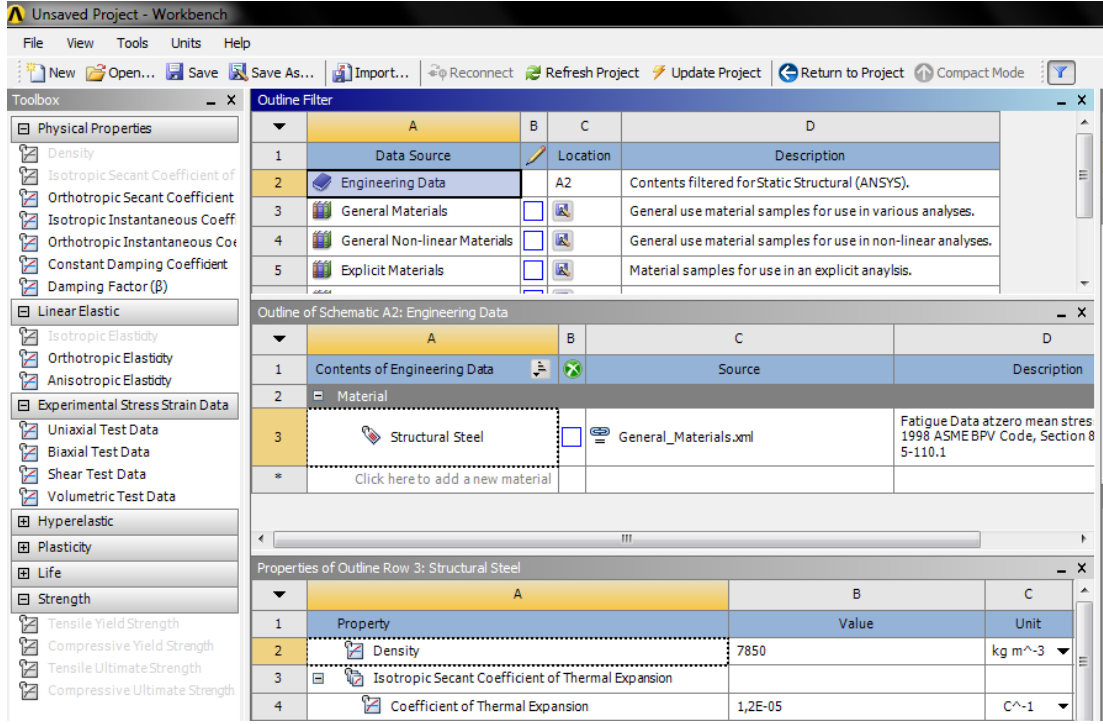 Unsaved Project - Workbench
File View Tools Units Help
New Open... Save Save As... Import... Reconnect Refresh Project Update Project Return to Project Compact Mode
Toolbox
Physical Properties
Density
Isotropic Secant Coefficient of
Orthotropic Secant Coefficient
Isotropic Instantaneous Coeff
Orthotropic Instantaneous Coe
Constant Damping Coefficient
Damping Factor (β)
Linear Elastic
Isotropic Elasticity
Orthotropic Elasticity
Anisotropic Elasticity
Experimental Stress Strain Data
Uniaxial Test Data
Biaxial Test Data
Shear Test Data
Volumetric Test Data
Hyperelastic
Plasticity
Life
Strength
Tensile Yield Strength
Compressive Yield Strength
Tensile Ultimate Strength
Compressive Ultimate Strength
Outline Filter
A B C D
1 Data Source Location Description
2 Engineering Data A2 Contents filtered for Static Structural (ANSYS).
3 General Materials General use material samples for use in various analyses.
4 General Non-linear Materials General use material samples for use in non-linear analyses.
5 Explicit Materials Material samples for use in an explicit anaylsis.
Outline of Schematic A2: Engineering Data
A B C D
1 Contents of Engineering Data Source Description
2 Material
3 Structural Steel General_Materials.xml Fatigue Data at zero mean stres
1998 ASME BPV Code, Section 8
5-110.1
* Click here to add a new material
Properties of Outline Row 3: Structural Steel
A B C
1 Property Value Unit
2 Density 7850 kg m^-3
3 Isotropic Secant Coefficient of Thermal Expansion
4 Coefficient of Thermal Expansion 1,2E-05 C^-1